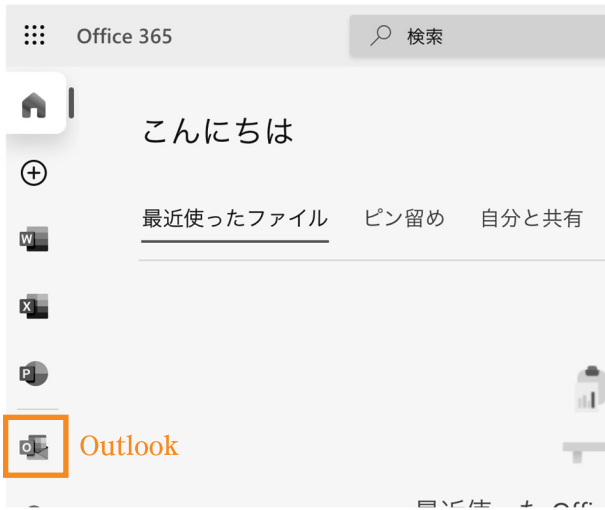 Office 365
検索
こんにちは
最近使ったファイル
ピン留め
自分と共有
W
X
P
O
Outlook